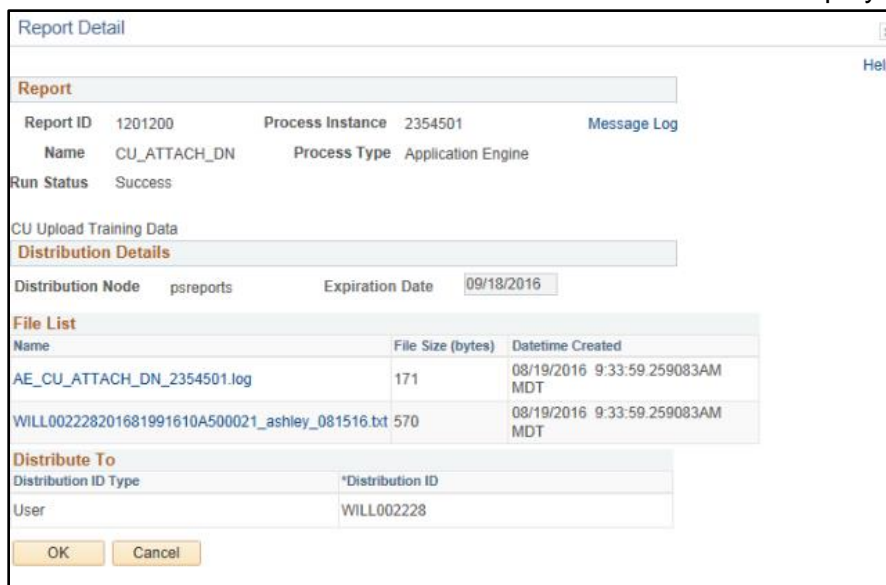 Report Detail
Hel
Report
Report ID 1201200 Process Instance 2354501 Message Log
Name CU_ATTACH_DN Process Type Application Engine
Run Status Success
CU Upload Training Data
Distribution Details
Distribution Node psreports Expiration Date 09/18/2016
File List
Name File Size (bytes) Datetime Created
AE_CU_ATTACH_DN_2354501.log 171 08/19/2016 9:33:59.259083AM
MDT
WILL002228201681991610A500021_ashley_081516.txt 570 08/19/2016 9:33:59.259083AM
MDT
Distribute To
Distribution ID Type *Distribution ID
User WILL002228
OK Cancel